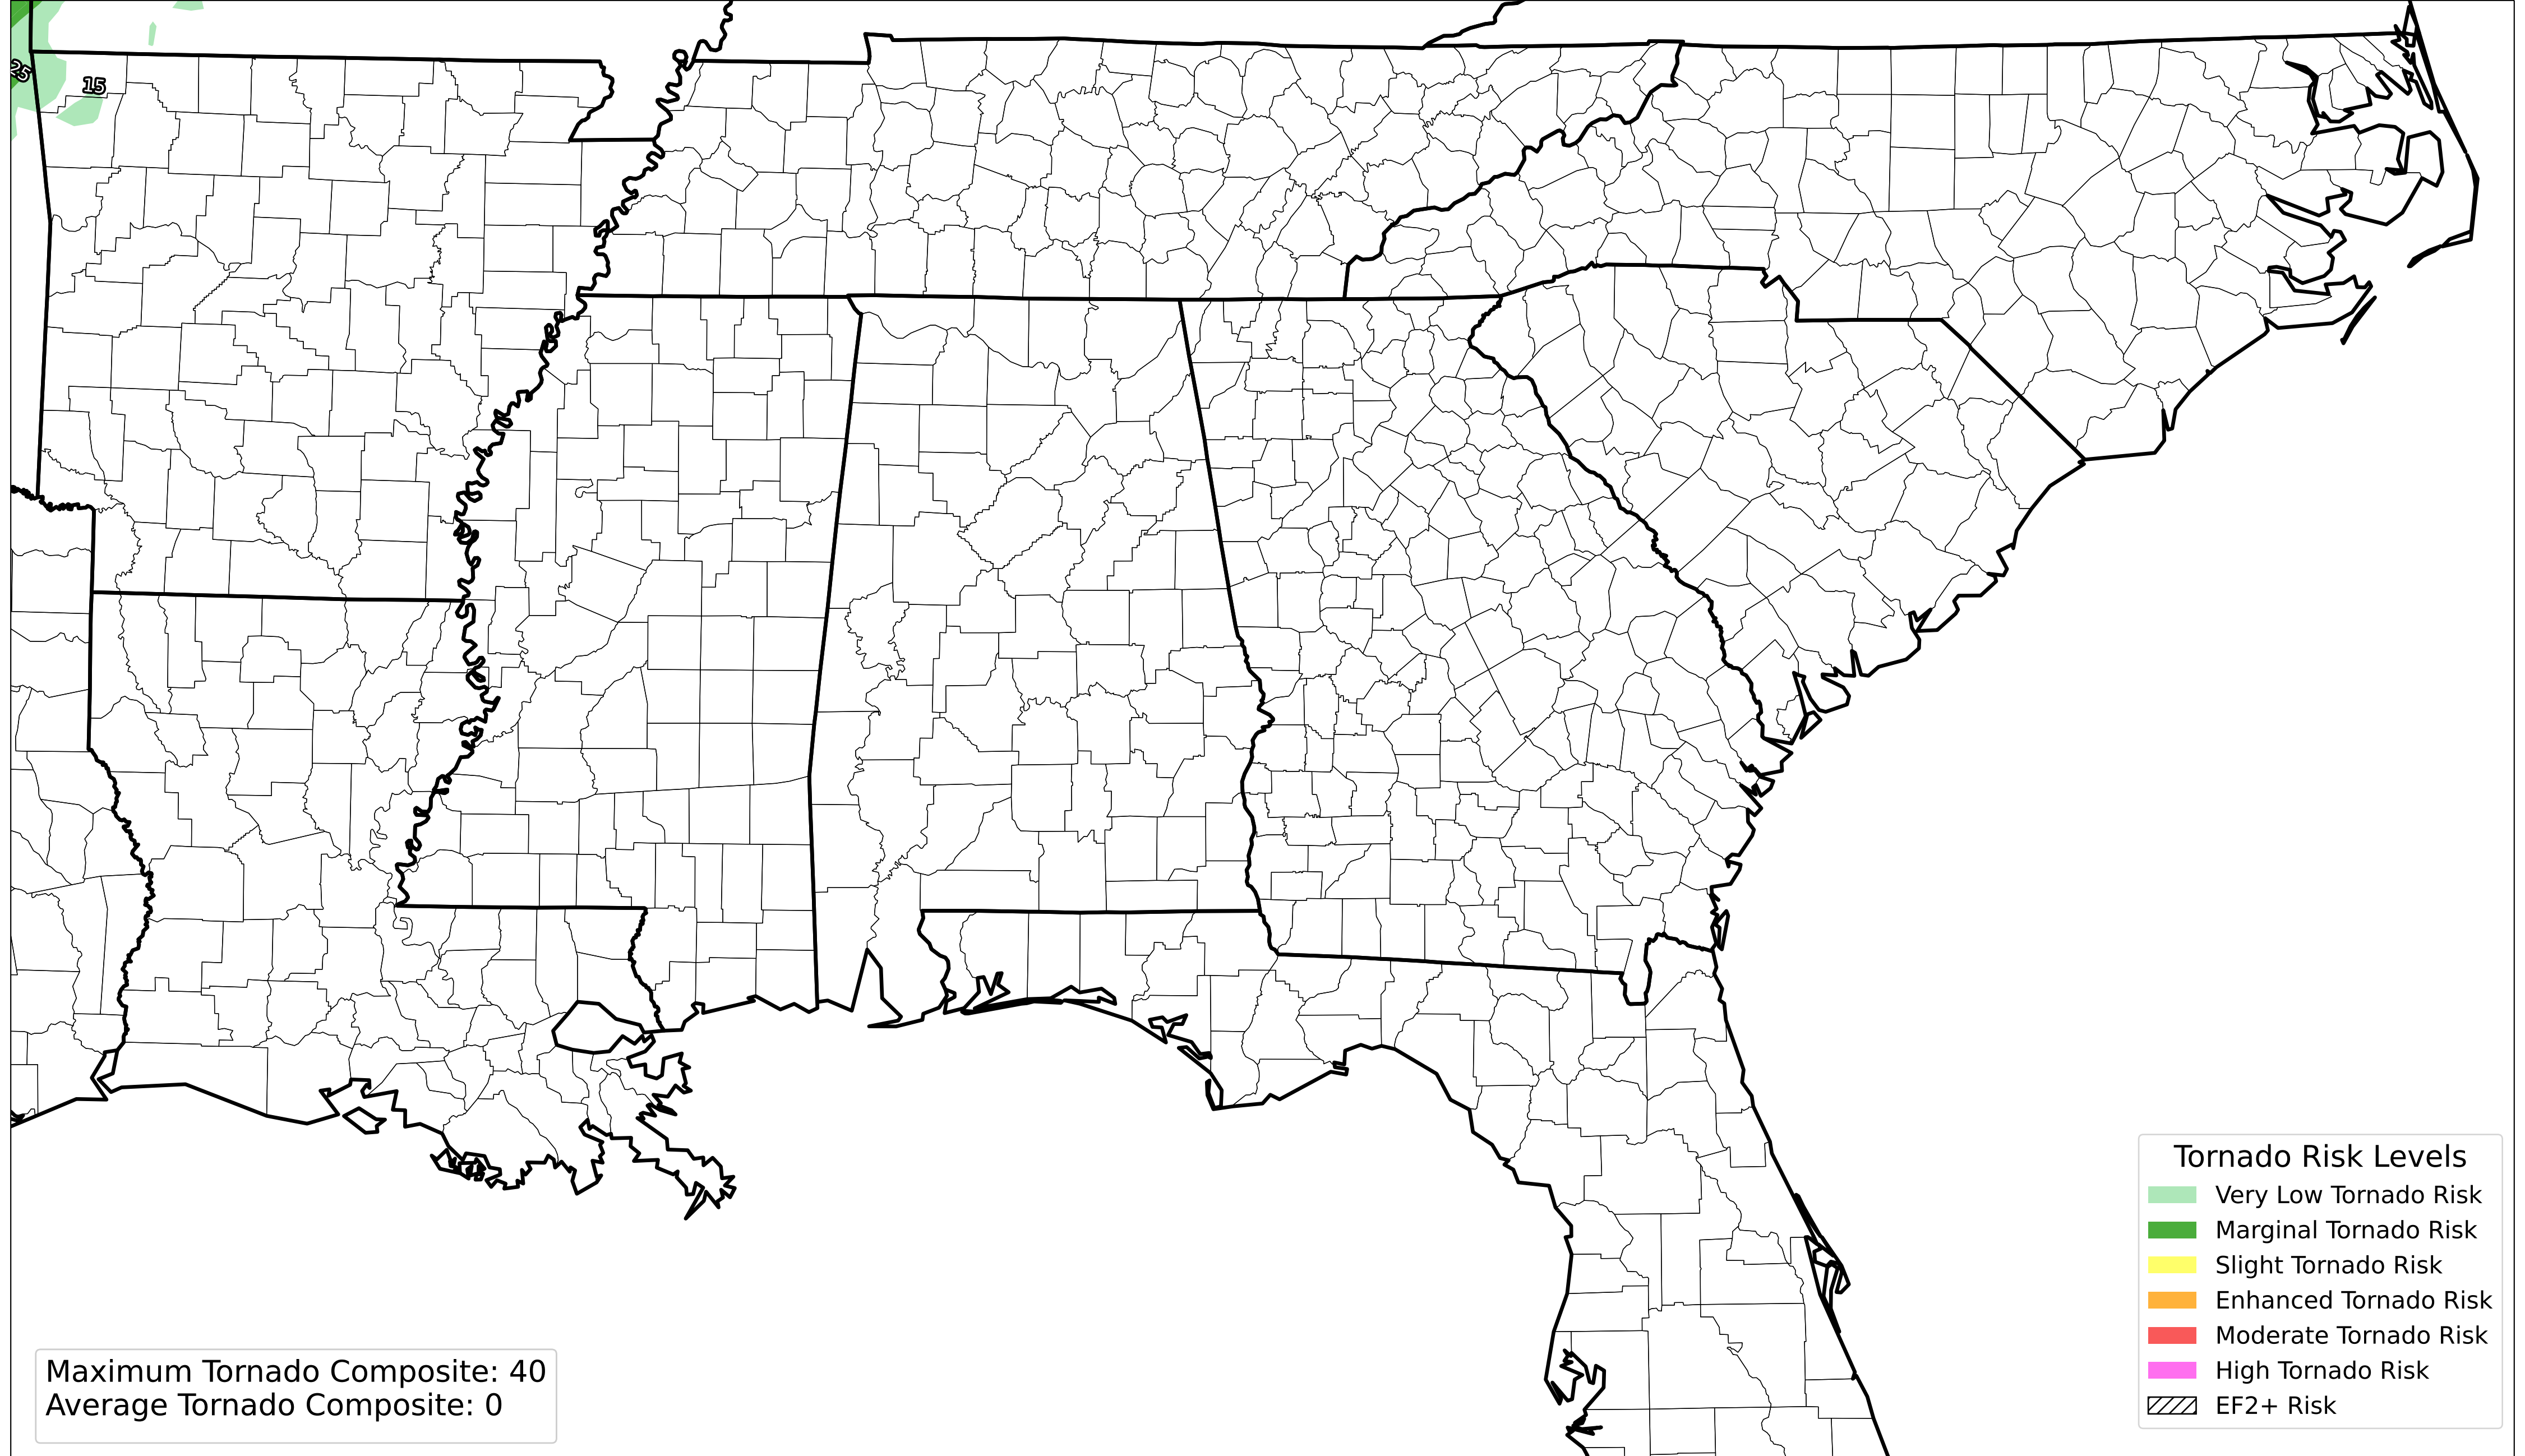 25
15
Tornado Risk Levels
Very Low Tornado Risk
Marginal Tornado Risk
Slight Tornado Risk
Enhanced Tornado Risk
Moderate Tornado Risk
High Tornado Risk
EF2+ Risk
Maximum Tornado Composite: 40
Average Tornado Composite: 0